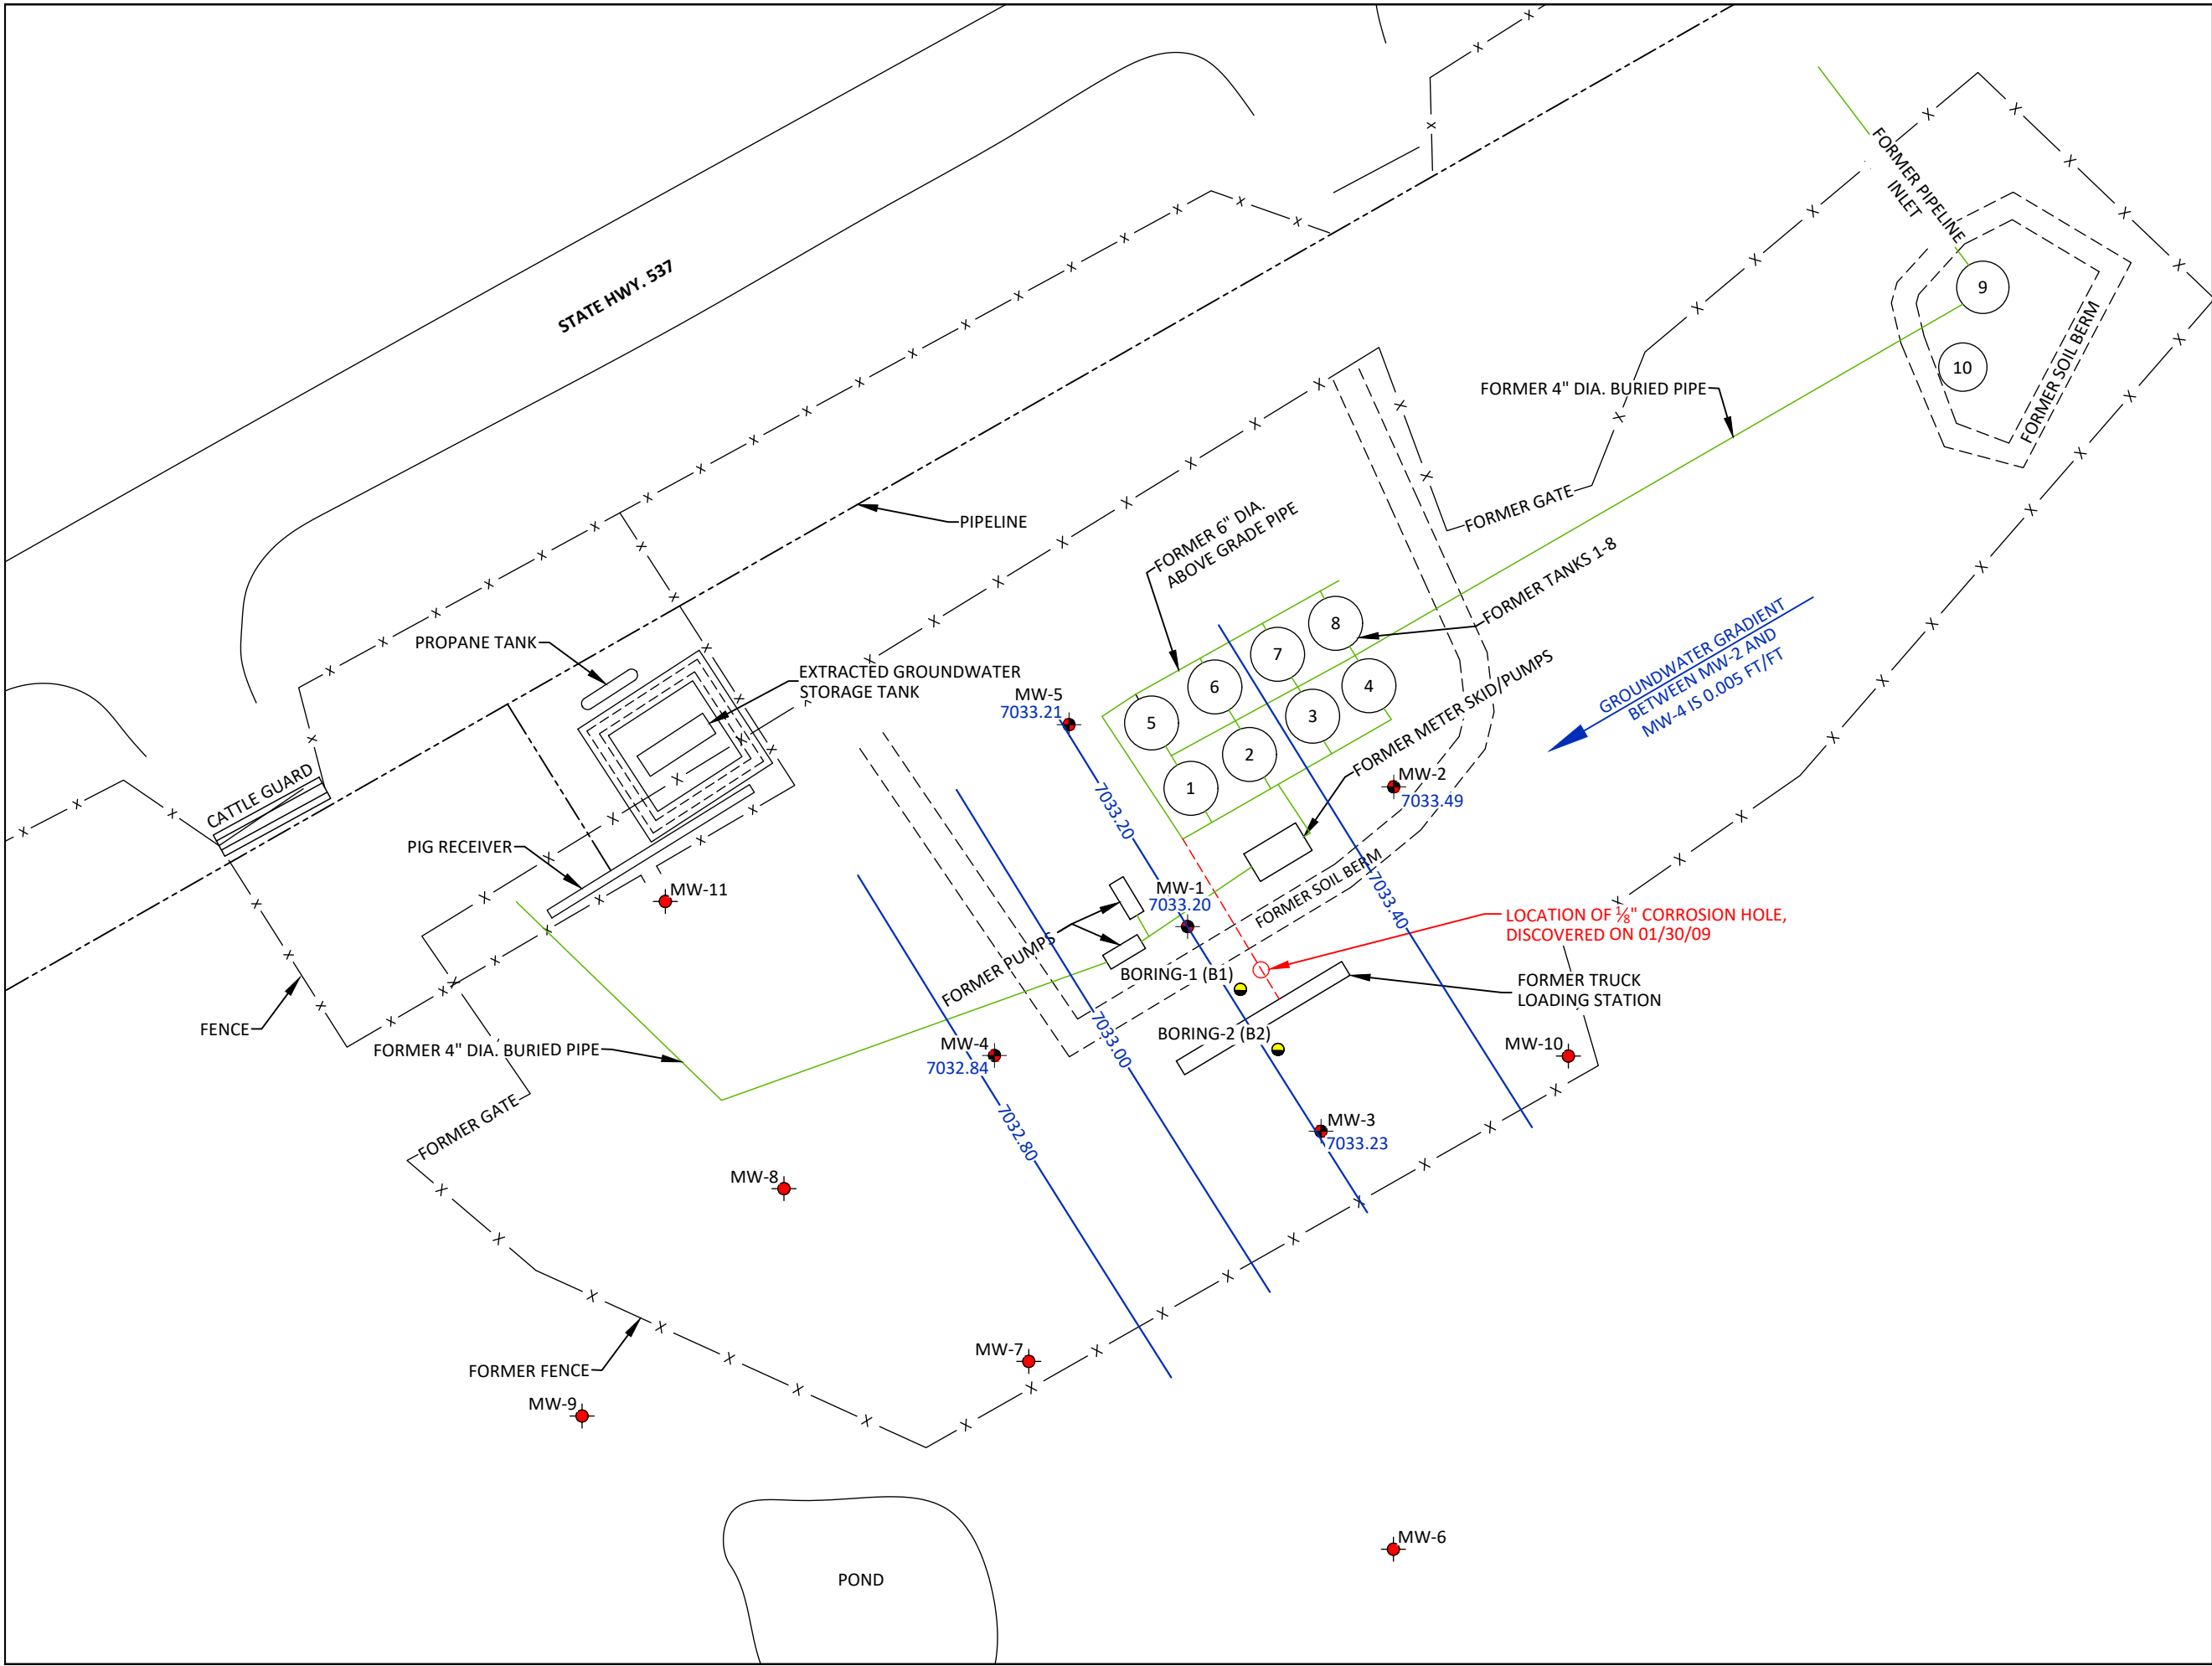 STATE HWY. 537
FORMER PIPELINE
INLET
9
10
FORMER SOIL BERM
FORMER 4" DIA. BURIED PIPE
FORMER GATE
PIPELINE
FORMER 6" DIA.
ABOVE GRADE PIPE
FORMER TANKS 1-8
8
7
6
5
4
3
2
1
PROPANE TANK
EXTRACTED GROUNDWATER
STORAGE TANK
MW-5
7033.21
GROUNDWATER GRADIENT
BETWEEN MW-2 AND
MW-4 IS 0.005 FT/FT
FORMER METER SKID/PUMPS
MW-2
7033.49
7033.20
CATTLE GUARD
PIG RECEIVER
MW-11
MW-1
7033.20
FORMER SOIL BERM
7033.40
LOCATION OF ⅛" CORROSION HOLE,
DISCOVERED ON 01/30/09
FORMER PUMPS
BORING-1 (B1)
FORMER TRUCK
LOADING STATION
FENCE
FORMER 4" DIA. BURIED PIPE
MW-4
7032.84
7033.00
BORING-2 (B2)
MW-10
FORMER GATE
7032.80
MW-3
7033.23
MW-8
FORMER FENCE
MW-7
MW-9
MW-6
POND
X